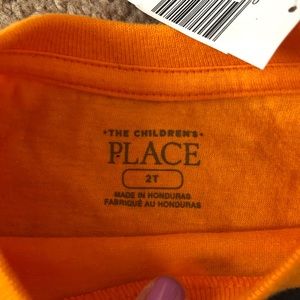 THE CHILDREN'S
PLACE
2T
MADE IN HONDURAS
FABRIQUÉ AU HONDURAS